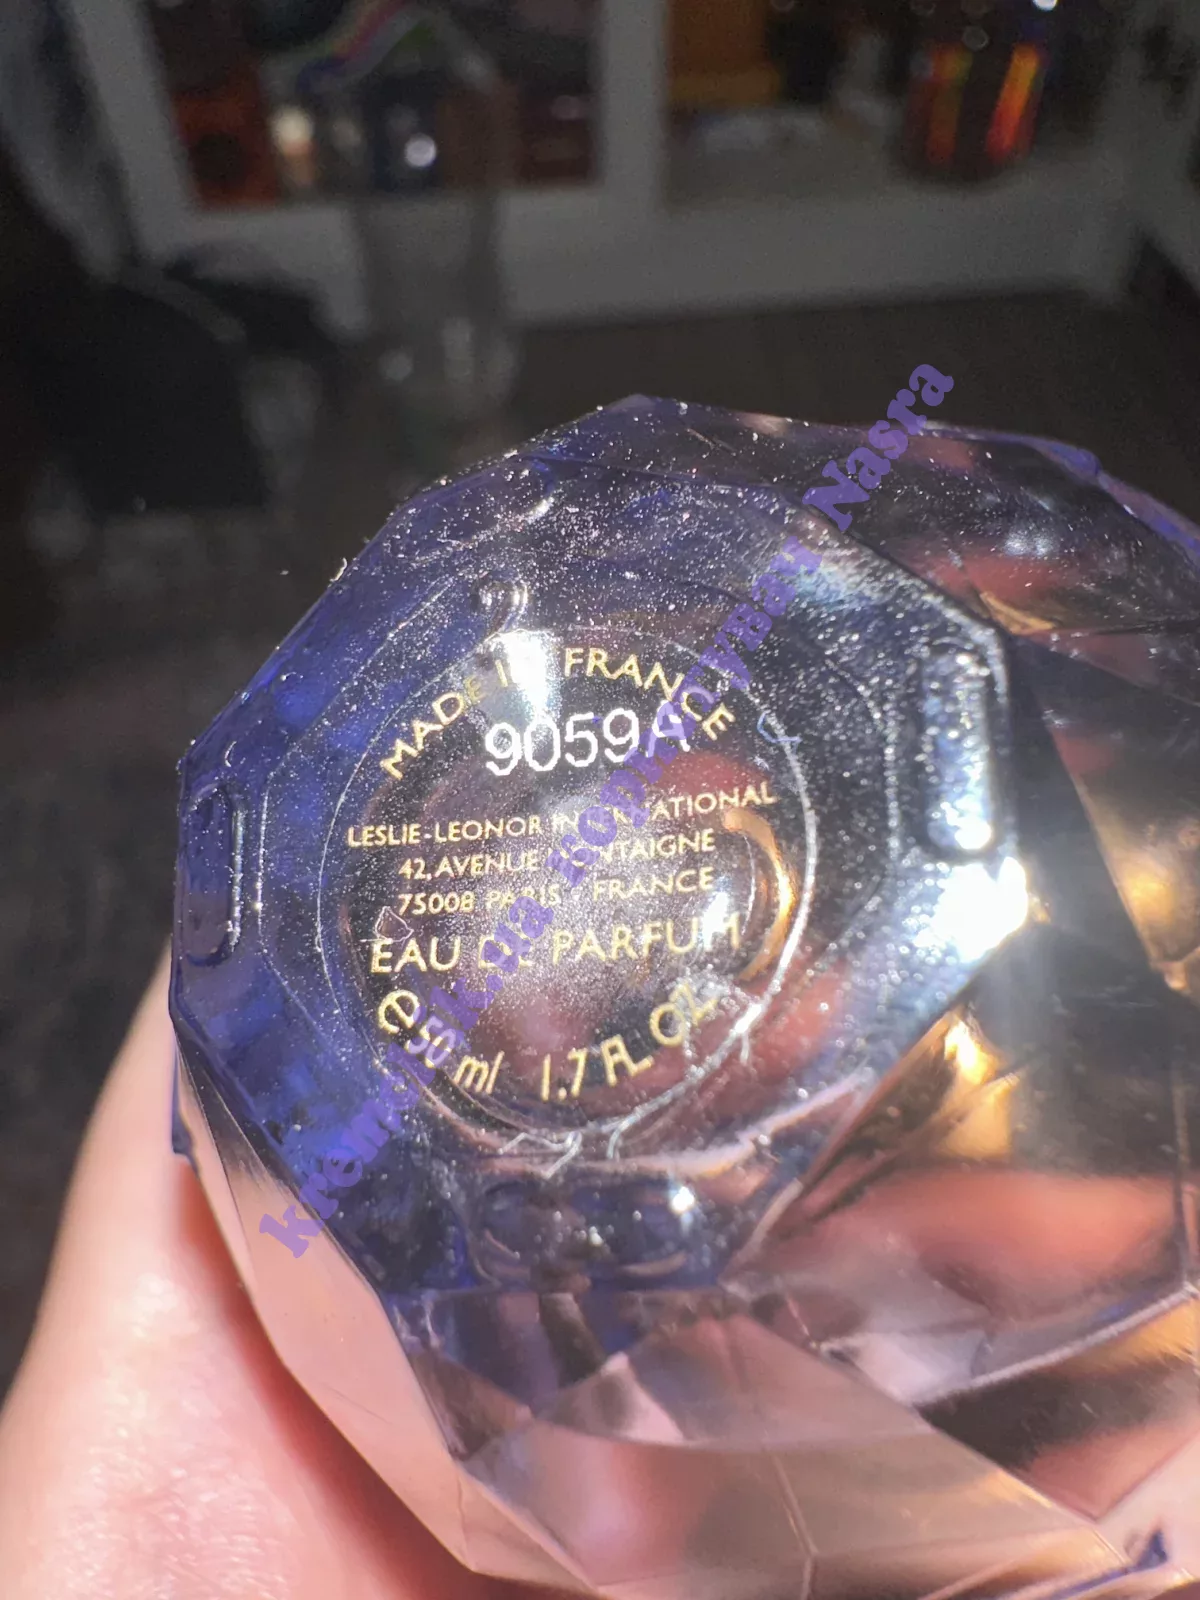 MADE IN FRANCE
9059A
LESLIE-LEONOR INTERNATIONAL
42, AVENUE MONTAIGNE
75008 PARIS - FRANCE
EAU DE PARFUM
e 50 ml 1.7 FL OZ
Nasra